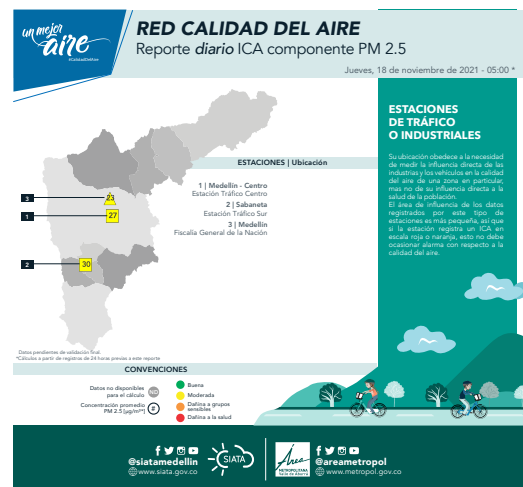 un mejor
aire
#CalidadDelAire
RED CALIDAD DEL AIRE
Reporte diario ICA componente PM 2.5
Jueves, 18 de noviembre de 2021 - 05:00 *
ESTACIONES | Ubicación
1 | Medellín - Centro
Estación Tráfico Centro
2 | Sabaneta
Estación Tráfico Sur
3 | Medellín
Fiscalía General de la Nación
3
23
1
27
2
30
ESTACIONES
DE TRÁFICO
O INDUSTRIALES
Su ubicación obedece a la necesidad
de medir la influencia directa de las
industrias y los vehículos en la calidad
del aire de una zona en particular,
mas no de su influencia directa a la
salud de la población.
El área de influencia de los datos
registrados por este tipo de
estaciones es más pequeña, así que
si la estación registra un ICA en
escala roja o naranja, esto no debe
ocasionar alarma con respecto a la
calidad del aire.
Datos pendientes de validación final.
*Cálculos a partir de registros de 24 horas previas a este reporte
CONVENCIONES
Datos no disponibles
para el cálculo
Concentración promedio
PM 2.5 [µg/m³]
#
Buena
Moderada
Dañina a grupos
sensibles
Dañina a la salud
@siatamedellin
www.siata.gov.co
SIATA
Área
METROPOLITANA
Valle de Aburrá
@areametropol
www.metropol.gov.co